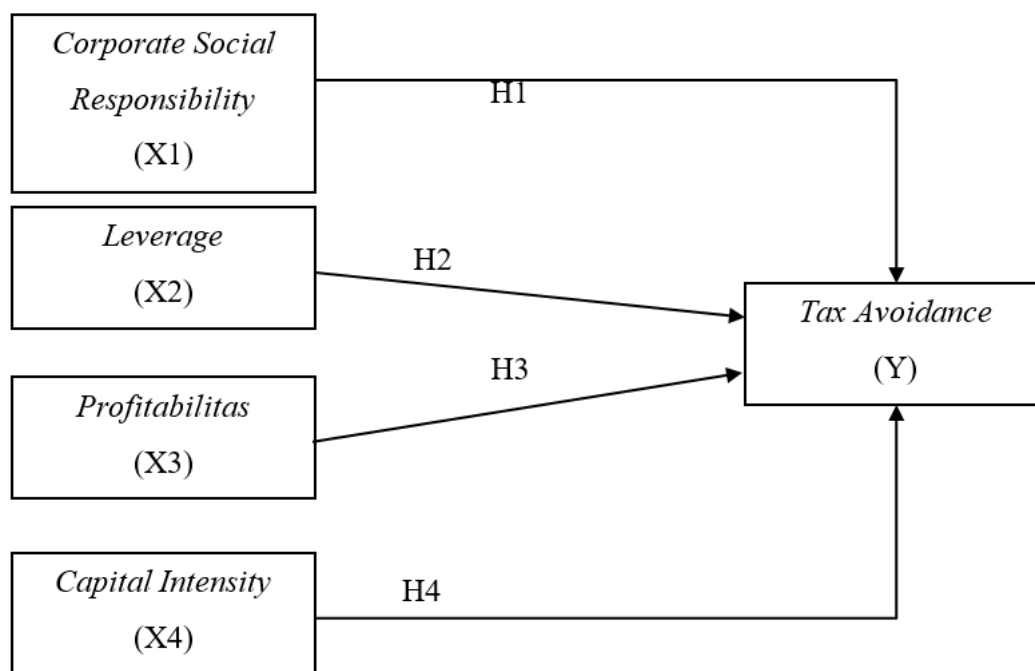 Corporate Social
Responsibility
(X1)
H1
Leverage
(X2)
H2
Tax Avoidance
(Y)
H3
Profitabilitas
(X3)
Capital Intensity
(X4)
H4